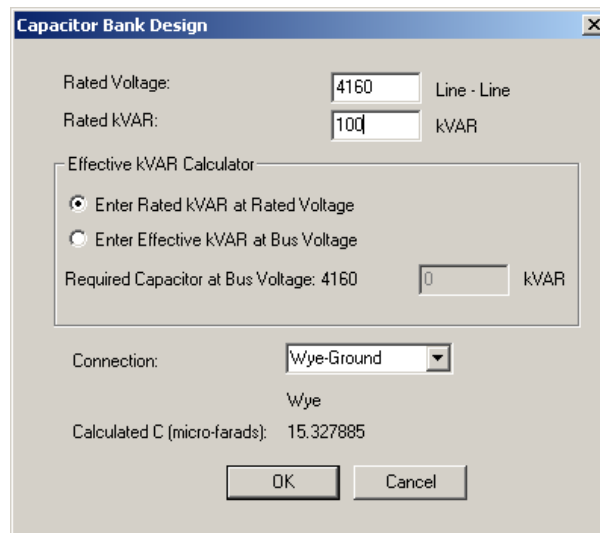 Capacitor Bank Design
Rated Voltage: 4160 Line - Line
Rated kVAR: 100 kVAR
Effective kVAR Calculator
Enter Rated kVAR at Rated Voltage
Enter Effective kVAR at Bus Voltage
Required Capacitor at Bus Voltage: 4160 0 kVAR
Connection: Wye-Ground
Wye
Calculated C (micro-farads): 15.327885
OK Cancel